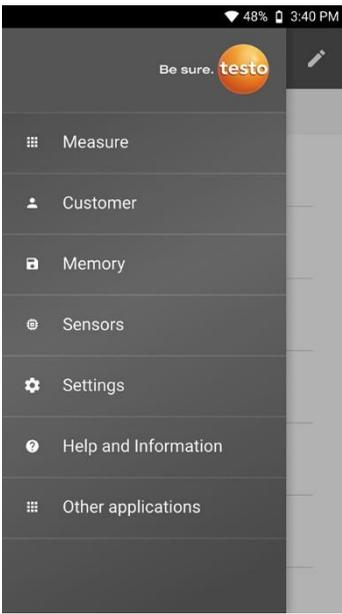 48% 3:40 PM
Be sure. testo
Measure
Customer
Memory
Sensors
Settings
Help and Information
Other applications